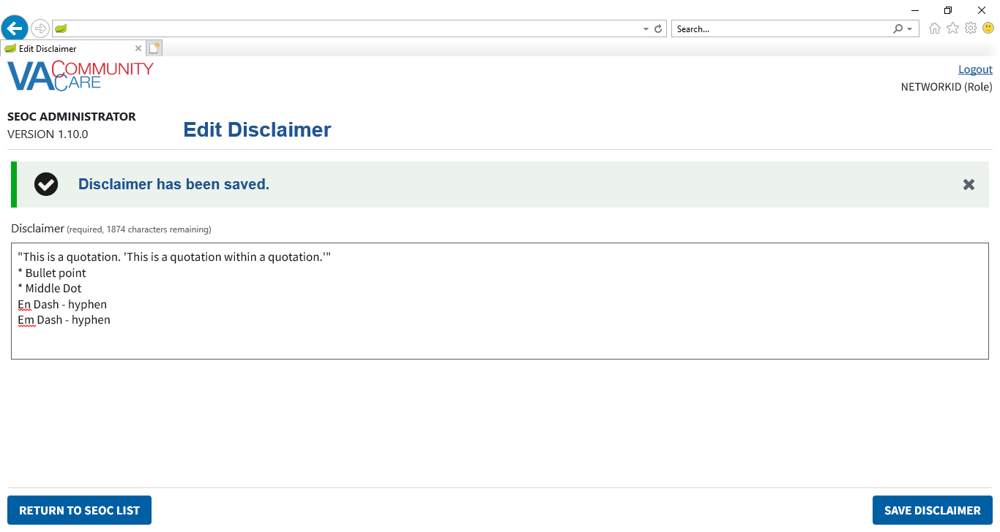 Search...
Edit Disclaimer
VA COMMUNITY CARE
Logout
NETWORKID (Role)
SEOC ADMINISTRATOR
VERSION 1.10.0
Edit Disclaimer
Disclaimer has been saved.
Disclaimer (required, 1874 characters remaining)
"This is a quotation. 'This is a quotation within a quotation.'"
* Bullet point
* Middle Dot
En Dash - hyphen
Em Dash - hyphen
RETURN TO SEOC LIST
SAVE DISCLAIMER